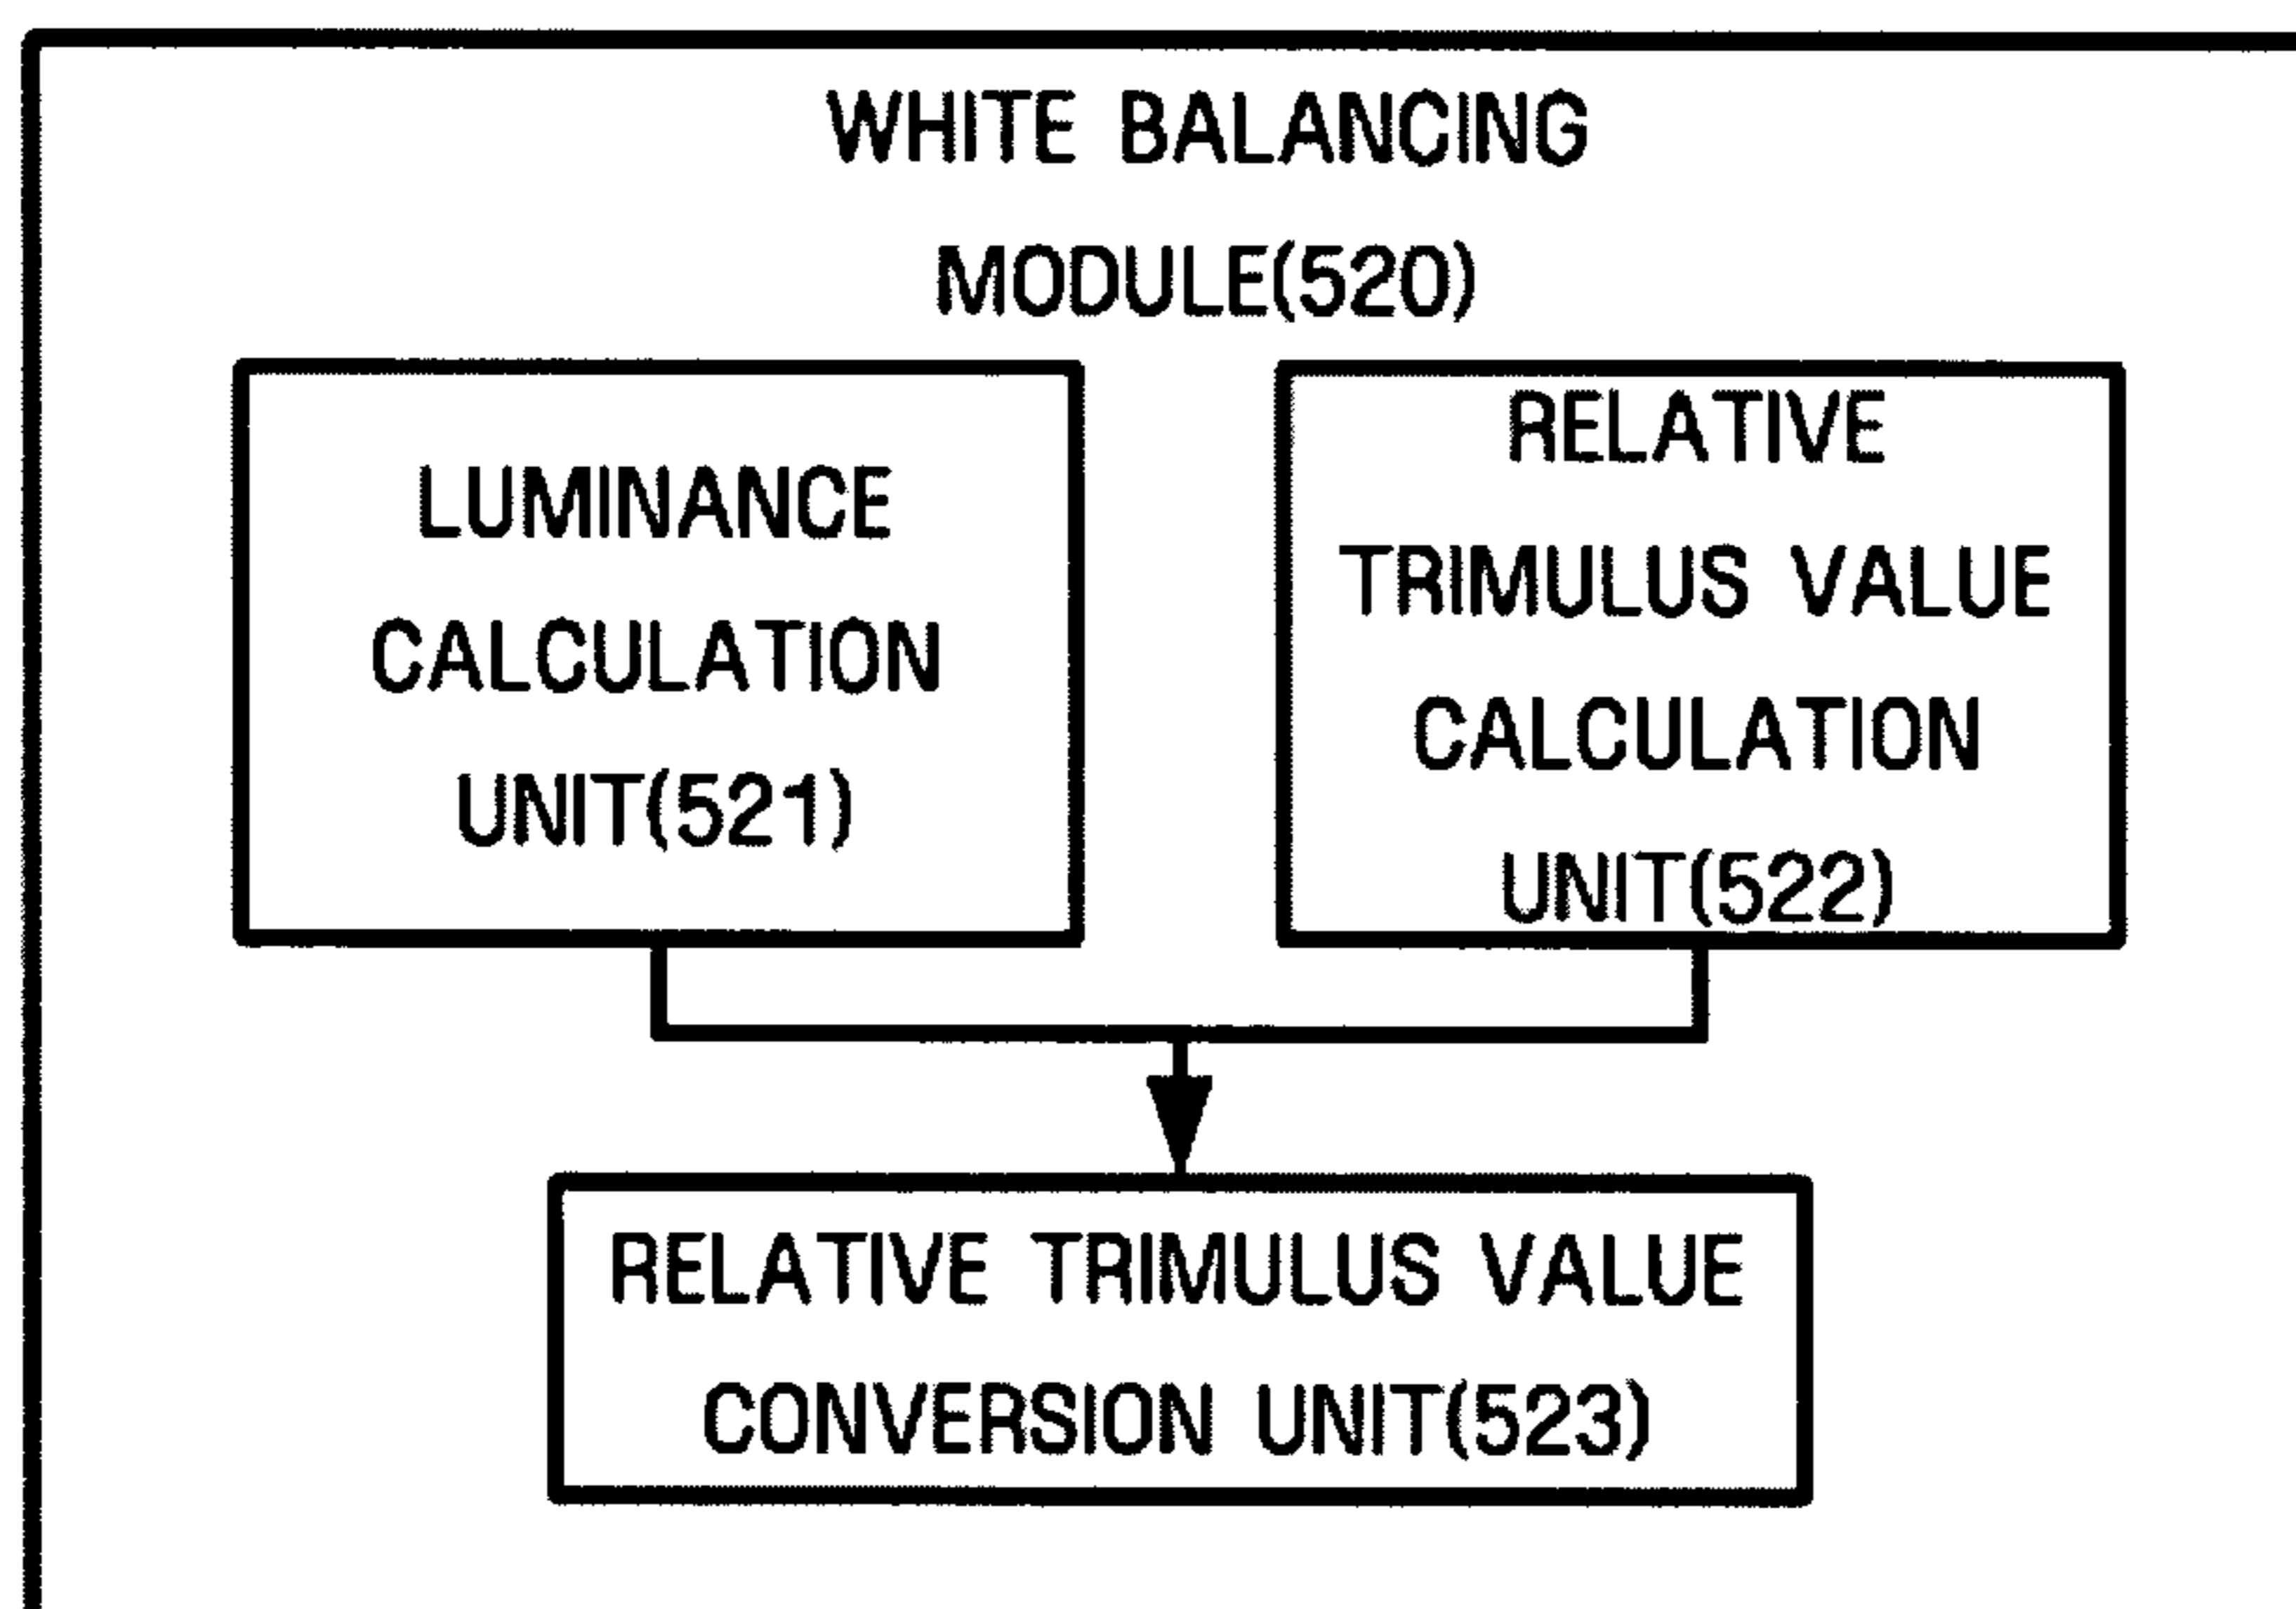 WHITE BALANCING
MODULE(520)
LUMINANCE
CALCULATION
UNIT(521)
RELATIVE
TRIMULUS VALUE
CALCULATION
UNIT(522)
RELATIVE TRIMULUS VALUE
CONVERSION UNIT(523)